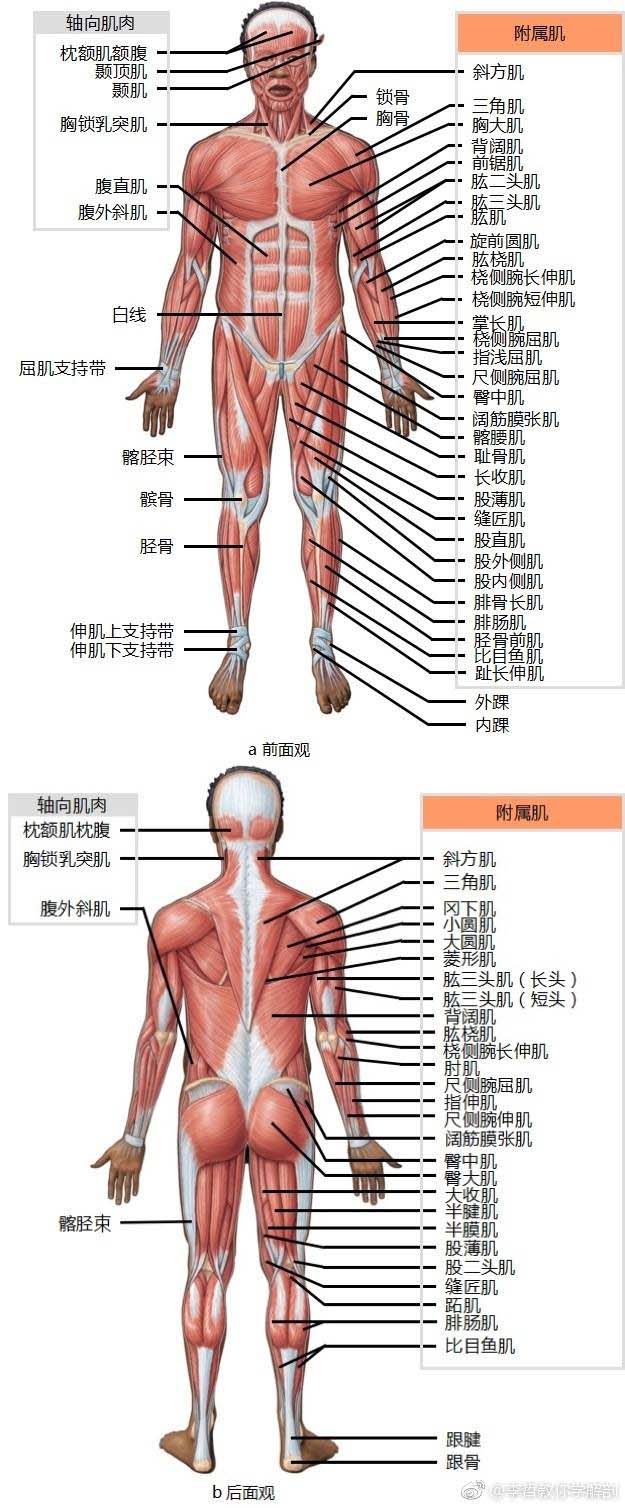 轴向肌肉
枕额肌额腹
颞顶肌
颞肌
胸锁乳突肌
腹直肌
腹外斜肌
白线
屈肌支持带
髂胫束
髌骨
胫骨
伸肌上支持带
伸肌下支持带
锁骨
胸骨
附属肌
斜方肌
三角肌
胸大肌
背阔肌
前锯肌
肱二头肌
肱三头肌
肱肌
旋前圆肌
肱桡肌
桡侧腕长伸肌
桡侧腕短伸肌
掌长肌
桡侧腕屈肌
指浅屈肌
尺侧腕屈肌
臀中肌
阔筋膜张肌
髂腰肌
耻骨肌
长收肌
股薄肌
缝匠肌
股直肌
股外侧肌
股内侧肌
腓骨长肌
腓肠肌
胫骨前肌
比目鱼肌
趾长伸肌
外踝
内踝
a 前面观
轴向肌肉
枕额肌枕腹
胸锁乳突肌
腹外斜肌
髂胫束
附属肌
斜方肌
三角肌
冈下肌
小圆肌
大圆肌
菱形肌
肱三头肌（长头）
肱三头肌（短头）
背阔肌
肱桡肌
桡侧腕长伸肌
肘肌
尺侧腕屈肌
指伸肌
尺侧腕伸肌
阔筋膜张肌
臀中肌
臀大肌
大收肌
半腱肌
半膜肌
股薄肌
股二头肌
缝匠肌
跖肌
腓肠肌
比目鱼肌
跟腱
跟骨
b 后面观